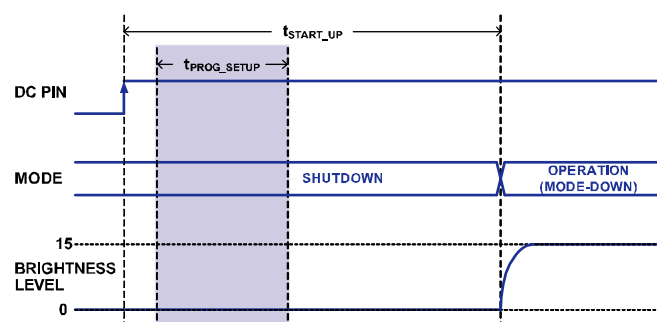 tSTART_UP
tPROG_SETUP
DC PIN
MODE
SHUTDOWN
OPERATION
(MODE-DOWN)
15
BRIGHTNESS
LEVEL
0